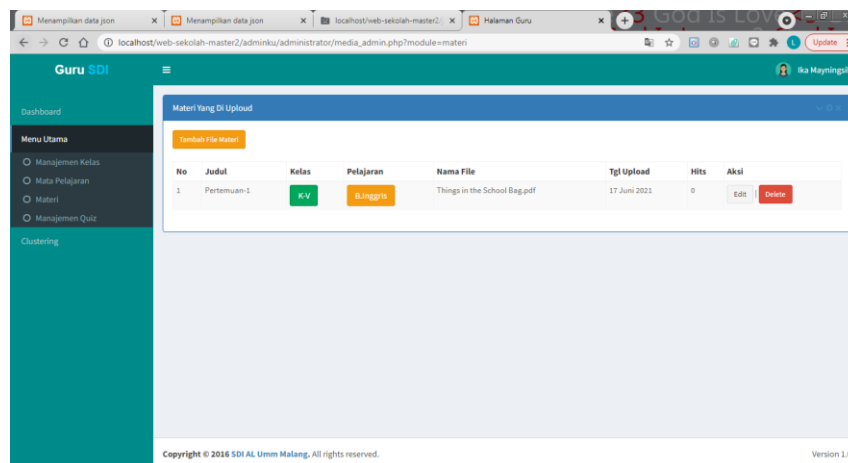 Menampilkan data json
Menampilkan data json
localhost/web-sekolah-master2/
Halaman Guru
God is Love
localhost/web-sekolah-master2/adminku/administrator/media_admin.php?module=materi
L
Update
Guru SDI
Ika Mayningsi
Dashboard
Menu Utama
Manajemen Kelas
Mata Pelajaran
Materi
Manajemen Quiz
Clustering
Materi Yang Di Uploud
Tambah File Materi
No Judul Kelas Pelajaran Nama File Tgl Upload Hits Aksi
1 Pertemuan-1 K-V B.Inggris Things in the School Bag.pdf 17 Juni 2021 0 Edit | Delete
Copyright © 2016 SDI AL Umm Malang. All rights reserved.
Version 1.